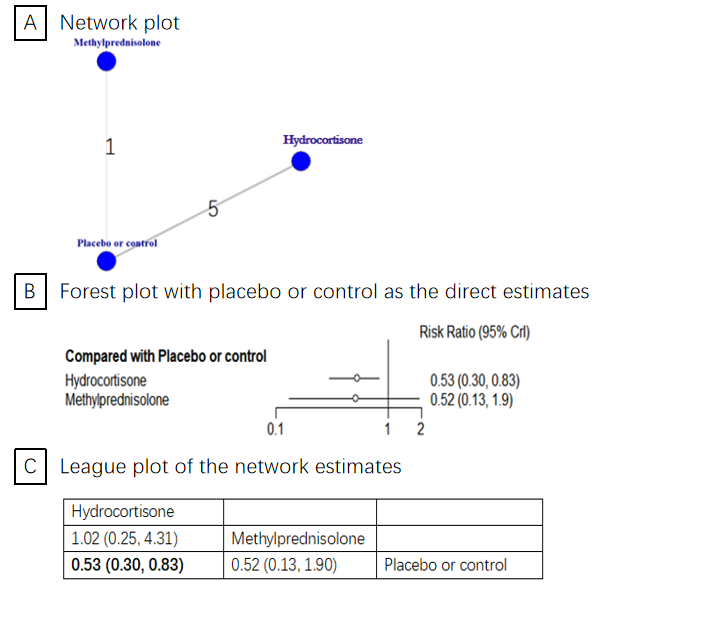 A Network plot
Methylprednisolone
1
Hydrocortisone
5
Placebo or control
B Forest plot with placebo or control as the direct estimates
Risk Ratio (95% CrI)
Compared with Placebo or control
Hydrocortisone 0.53 (0.30, 0.83)
Methylprednisolone 0.52 (0.13, 1.9)
0.1 1 2
C League plot of the network estimates
Hydrocortisone
1.02 (0.25, 4.31) Methylprednisolone
0.53 (0.30, 0.83) 0.52 (0.13, 1.90) Placebo or control